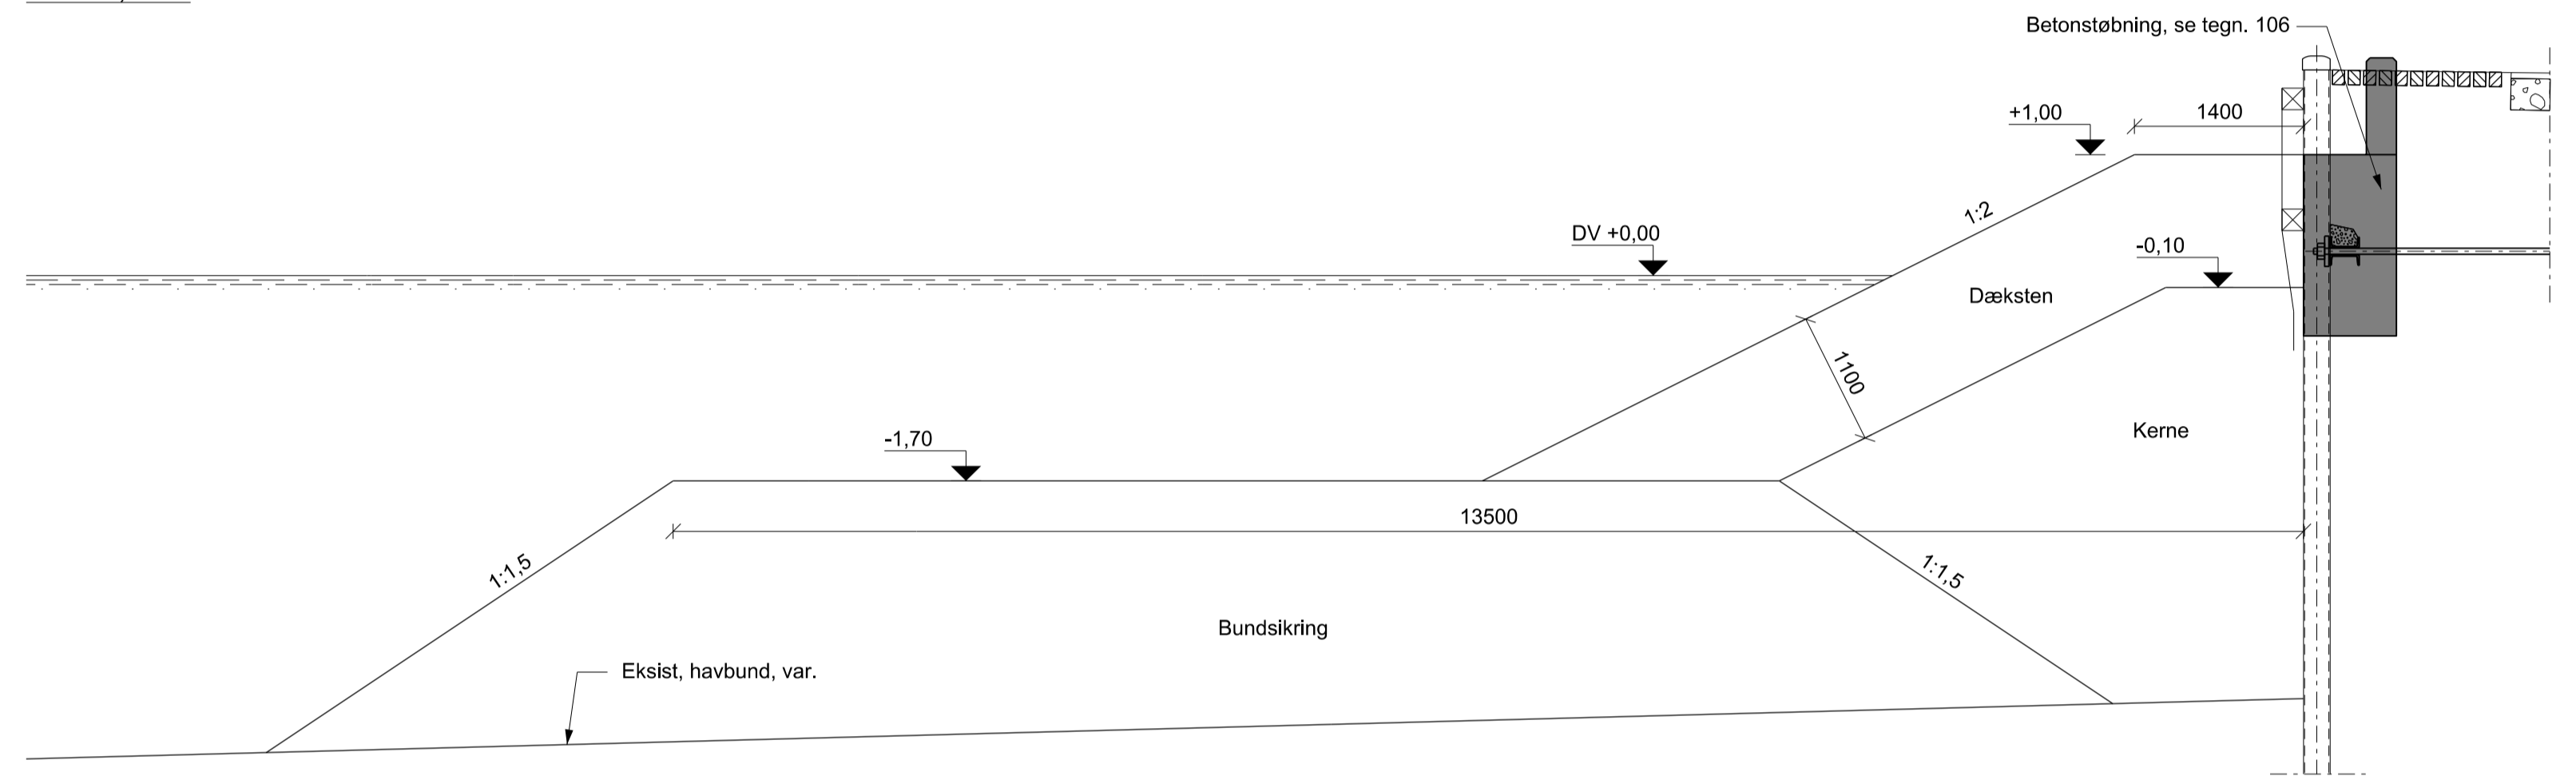 Betonstøbning, se tegn. 106
+1,00
1400
1:2
DV +0,00
-0,10
Dæksten
1100
-1,70
Kerne
13500
1:1,5
1:1,5
Bundsikring
Eksist, havbund, var.